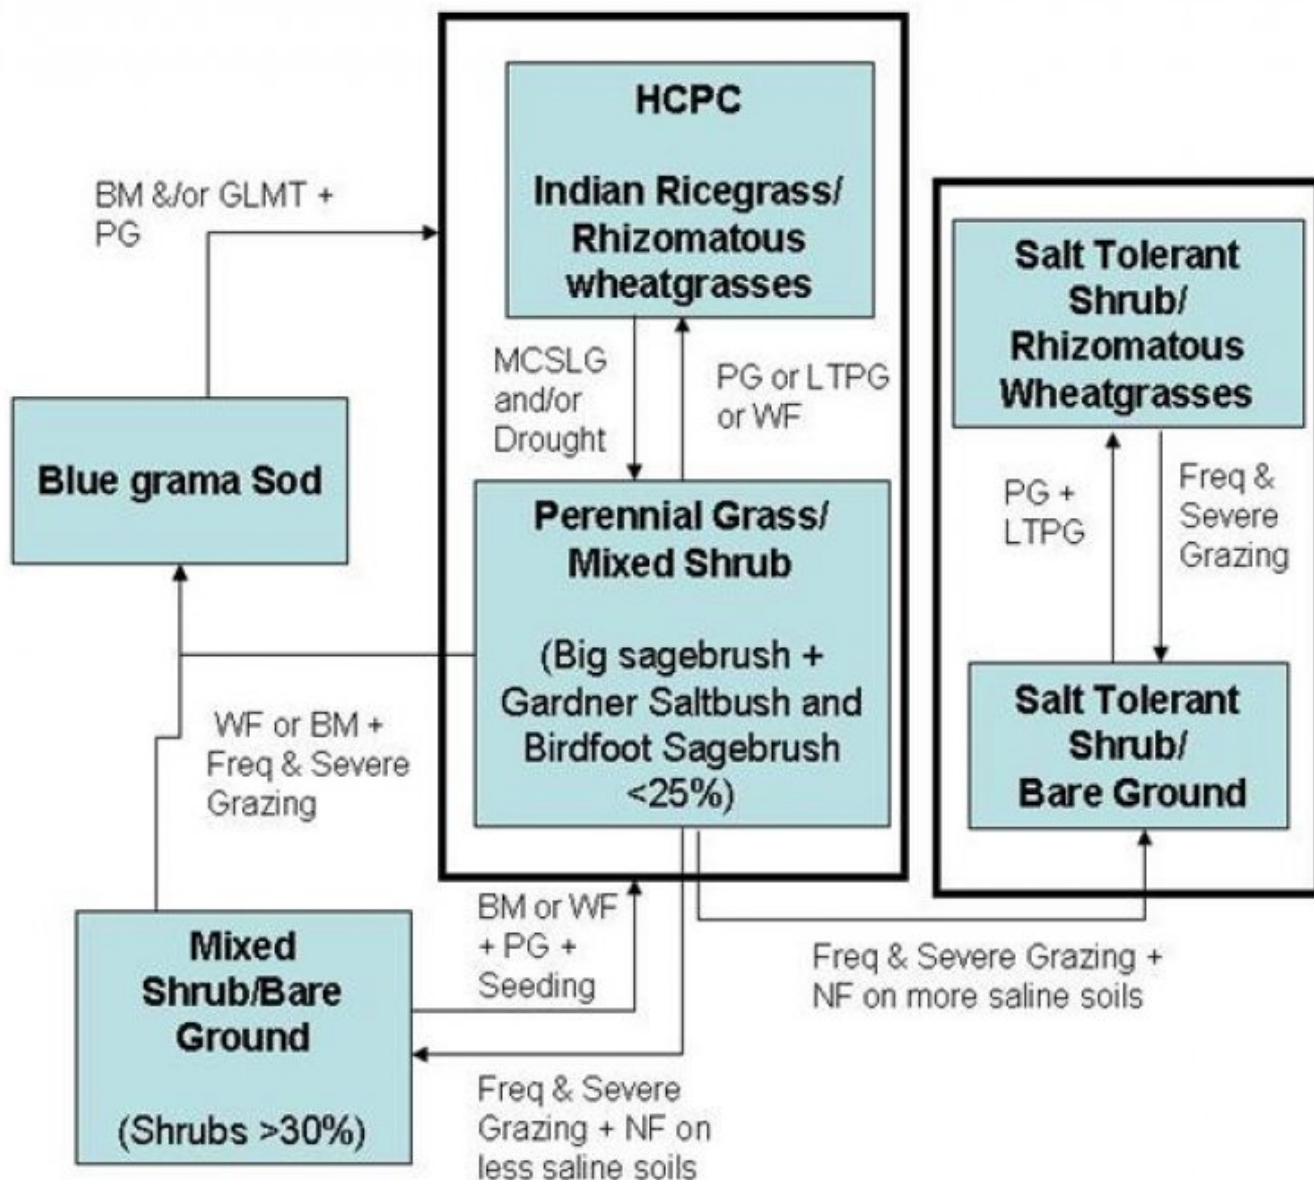 HCPC
Indian Ricegrass/
Rhizomatous
wheatgrasses
BM &/or GLMT +
PG
Salt Tolerant
Shrub/
Rhizomatous
Wheatgrasses
MCSLG
and/or
Drought
PG or LTPG
or WF
Blue grama Sod
PG +
LTPG
Freq &
Severe
Grazing
Perennial Grass/
Mixed Shrub
(Big sagebrush +
Gardner Saltbush and
Birdfoot Sagebrush
<25%)
Salt Tolerant
Shrub/
Bare Ground
WF or BM +
Freq & Severe
Grazing
Mixed
Shrub/Bare
Ground
(Shrubs >30%)
BM or WF
+ PG +
Seeding
Freq & Severe Grazing +
NF on more saline soils
Freq & Severe
Grazing + NF on
less saline soils